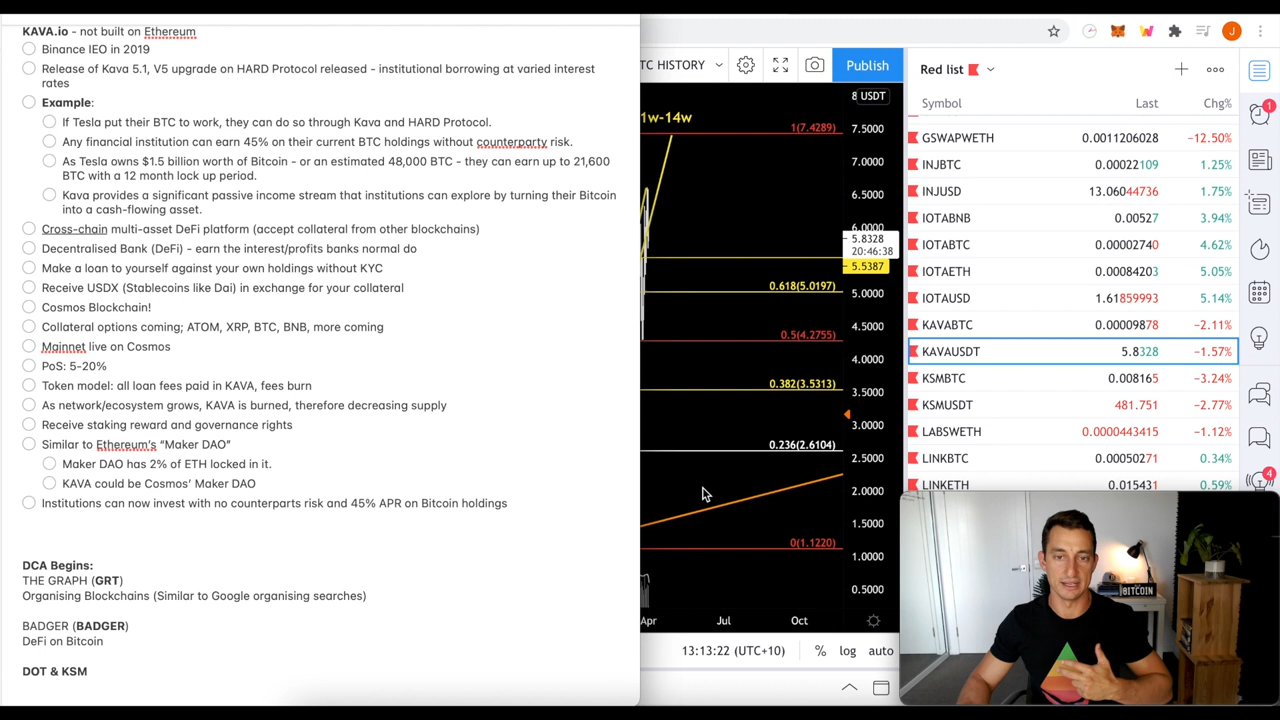 KAVA.io - not built on Ethereum
Binance IEO in 2019
Release of Kava 5.1, V5 upgrade on HARD Protocol released - institutional borrowing at varied interest
rates
Example:
If Tesla put their BTC to work, they can do so through Kava and HARD Protocol.
Any financial institution can earn 45% on their current BTC holdings without counterparty risk.
As Tesla owns $1.5 billion worth of Bitcoin - or an estimated 48,000 BTC - they can earn up to 21,600
BTC with a 12 month lock up period.
Kava provides a significant passive income stream that institutions can explore by turning their Bitcoin
into a cash-flowing asset.
Cross-chain multi-asset DeFi platform (accept collateral from other blockchains)
Decentralised Bank (DeFi) - earn the interest/profits banks normal do
Make a loan to yourself against your own holdings without KYC
Receive USDX (Stablecoins like Dai) in exchange for your collateral
Cosmos Blockchain!
Collateral options coming; ATOM, XRP, BTC, BNB, more coming
Mainnet live on Cosmos
PoS: 5-20%
Token model: all loan fees paid in KAVA, fees burn
As network/ecosystem grows, KAVA is burned, therefore decreasing supply
Receive staking reward and governance rights
Similar to Ethereum's "Maker DAO"
Maker DAO has 2% of ETH locked in it.
KAVA could be Cosmos' Maker DAO
Institutions can now invest with no counterparts risk and 45% APR on Bitcoin holdings
DCA Begins:
THE GRAPH (GRT)
Organising Blockchains (Similar to Google organising searches)
BADGER (BADGER)
DeFi on Bitcoin
DOT & KSM
J
TC HISTORY
Publish
8 USDT
1w-14w
1(7.4289)
7.5000
7.0000
6.5000
6.0000
5.8328
20:46:38
5.5387
0.618(5.0197)
5.0000
4.5000
0.5(4.2755)
4.0000
0.382(3.5313)
3.5000
3.0000
0.236(2.6104)
2.5000
2.0000
1.5000
0(1.1220)
1.0000
0.5000
Apr
Jul
Oct
13:13:22 (UTC+10)
%
log
auto
Red list
Symbol Last Chg%
GSWAPWETH 0.0011206028 -12.50%
INJBTC 0.00022109 1.25%
INJUSD 13.06044736 1.75%
IOTABNB 0.00527 3.94%
IOTABTC 0.00002740 4.62%
IOTAETH 0.00084203 5.05%
IOTAUSD 1.61859993 5.14%
KAVABTC 0.00009878 -2.11%
KAVAUSDT 5.8328 -1.57%
KSMBTC 0.008165 -3.24%
KSMUSDT 481.751 -2.77%
LABSWETH 0.0000443415 -1.12%
LINKBTC 0.00050271 0.34%
LINKETH 0.015431 0.59%
1
4
BITCOIN